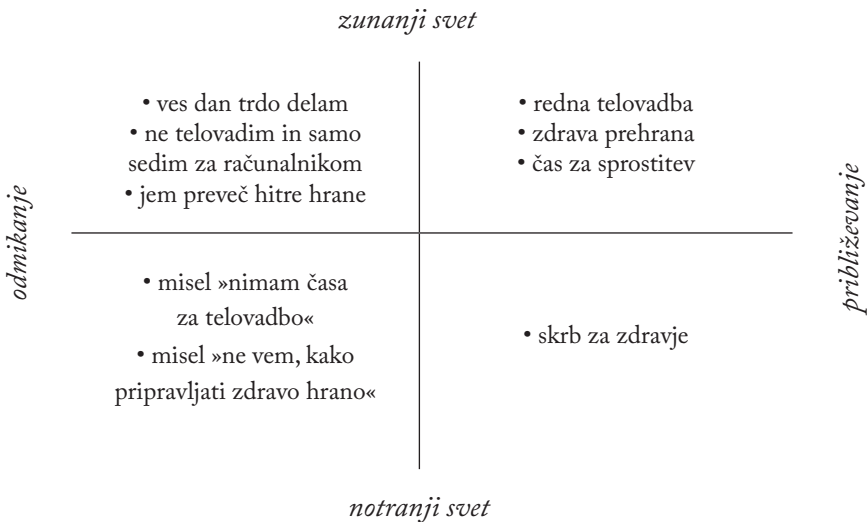 zunanji svet
• ves dan trdo delam
• ne telovadim in samo
sedim za računalnikom
• jem preveč hitre hrane
• redna telovadba
• zdrava prehrana
• čas za sprostitev
odmikanje
približevanje
• misel »nimam časa
za telovadbo«
• misel »ne vem, kako
pripravljati zdravo hrano«
• skrb za zdravje
notranji svet